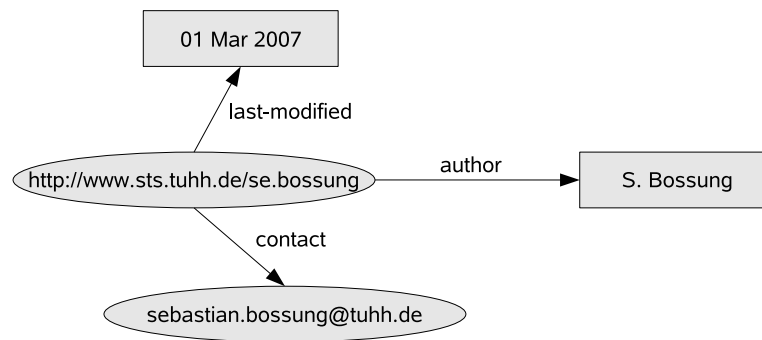 01 Mar 2007
last-modified
http://www.sts.tuhh.de/se.bossung
author
S. Bossung
contact
sebastian.bossung@tuhh.de